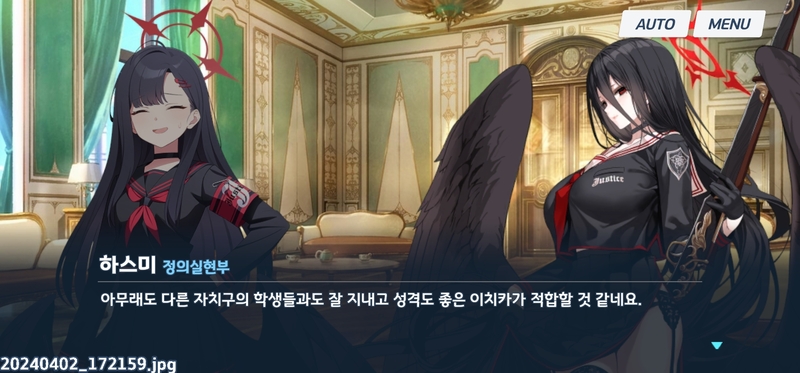 AUTO
MENU
Justice
하스미 정의실현부
아무래도 다른 자치구의 학생들과도 잘 지내고 성격도 좋은 이치카가 적합할 것 같네요.
20240402_172159.jpg